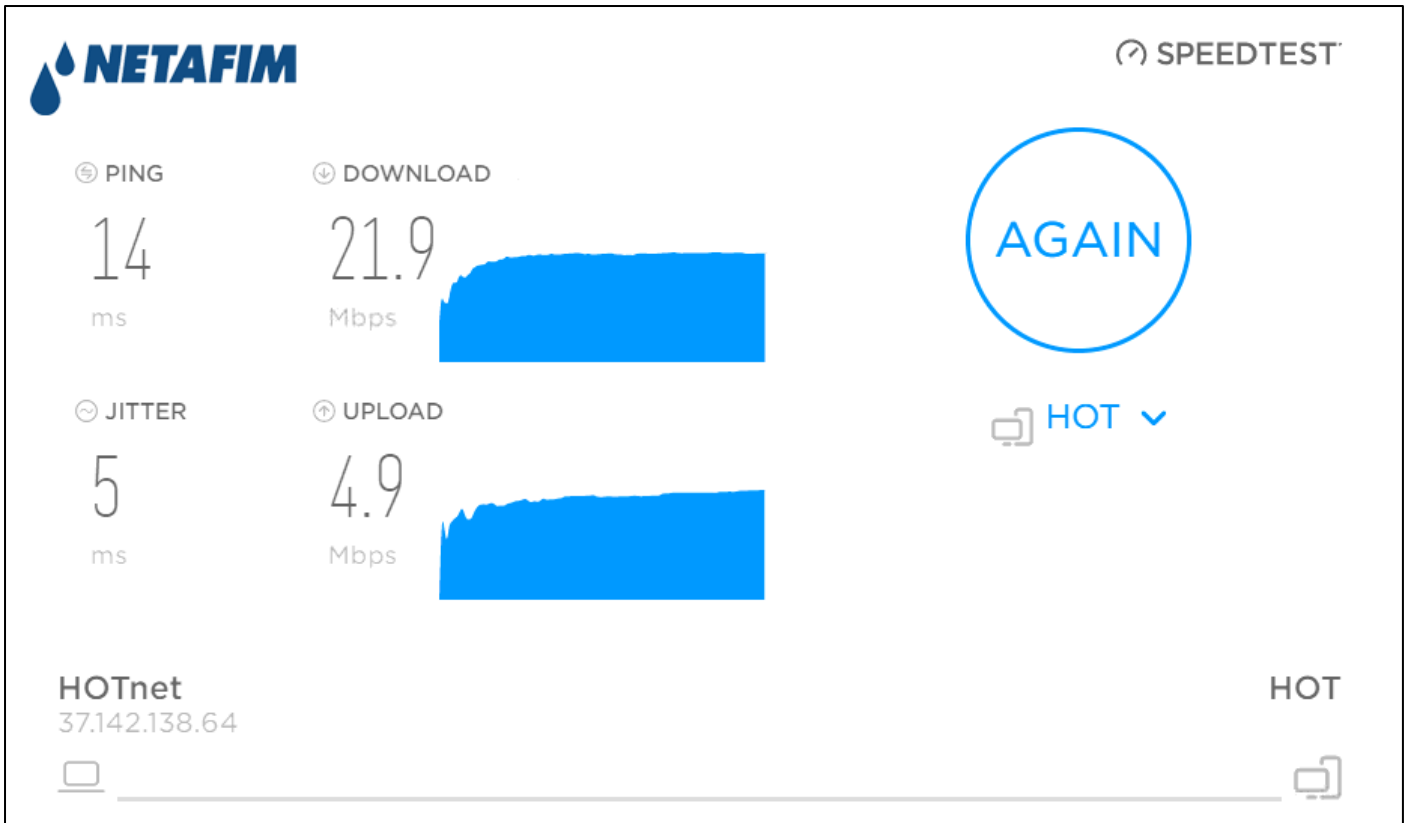 NETAFIM
SPEEDTEST
PING
DOWNLOAD
14
21.9
ms
Mbps
AGAIN
JITTER
UPLOAD
HOT
5
4.9
ms
Mbps
HOTnet
HOT
37.142.138.64